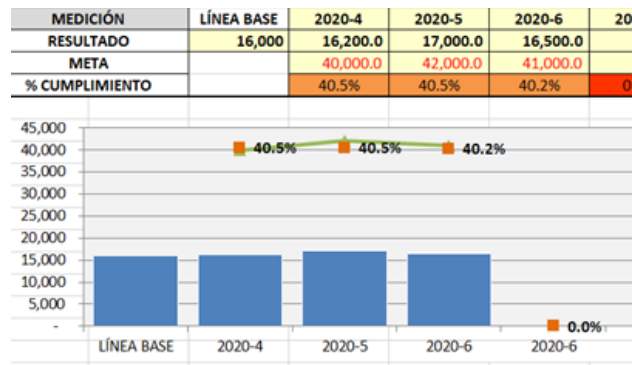 MEDICIÓN LÍNEA BASE 2020-4 2020-5 2020-6 20
RESULTADO 16,000 16,200.0 17,000.0 16,500.0
META 40,000.0 42,000.0 41,000.0
% CUMPLIMIENTO 40.5% 40.5% 40.2% 0
45,000
40,000 40.5% 40.5% 40.2%
35,000
30,000
25,000
20,000
15,000
10,000
5,000
- 0.0%
LÍNEA BASE 2020-4 2020-5 2020-6 2020-6